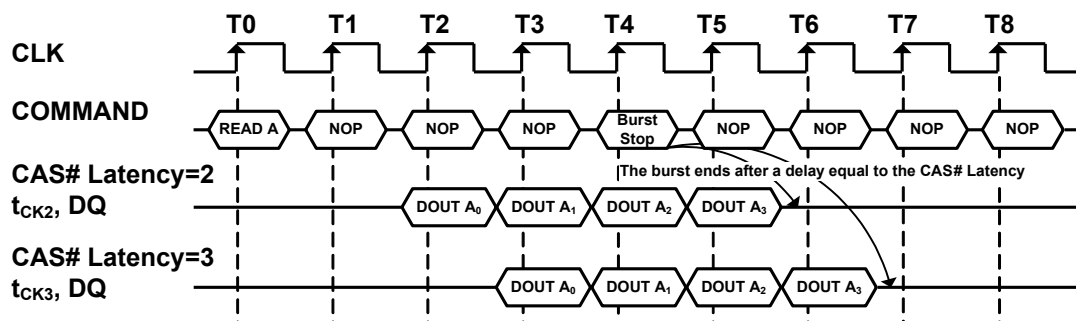 T0 T1 T2 T3 T4 T5 T6 T7 T8
CLK
COMMAND
READ A NOP NOP NOP Burst Stop NOP NOP NOP NOP
The burst ends after a delay equal to the CAS# Latency
CAS# Latency=2
tCK2, DQ
DOUT A0 DOUT A1 DOUT A2 DOUT A3
CAS# Latency=3
tCK3, DQ
DOUT A0 DOUT A1 DOUT A2 DOUT A3